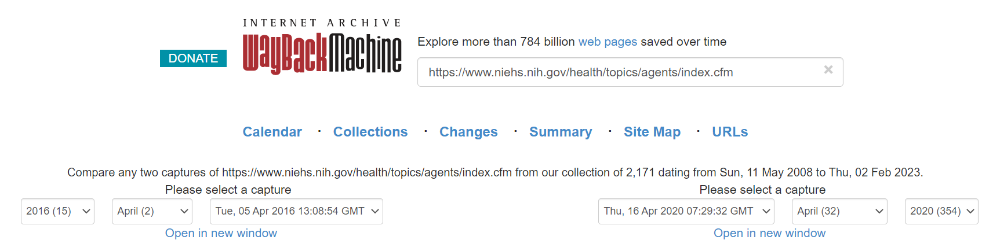 INTERNET ARCHIVE
WayBackMachine
DONATE
Explore more than 784 billion web pages saved over time
https://www.niehs.nih.gov/health/topics/agents/index.cfm ×
Calendar · Collections · Changes · Summary · Site Map · URLs
Compare any two captures of https://www.niehs.nih.gov/health/topics/agents/index.cfm from our collection of 2,171 dating from Sun, 11 May 2008 to Thu, 02 Feb 2023.
Please select a capture Please select a capture
2016 (15) April (2) Tue, 05 Apr 2016 13:08:54 GMT Thu, 16 Apr 2020 07:29:32 GMT April (32) 2020 (354)
Open in new window Open in new window